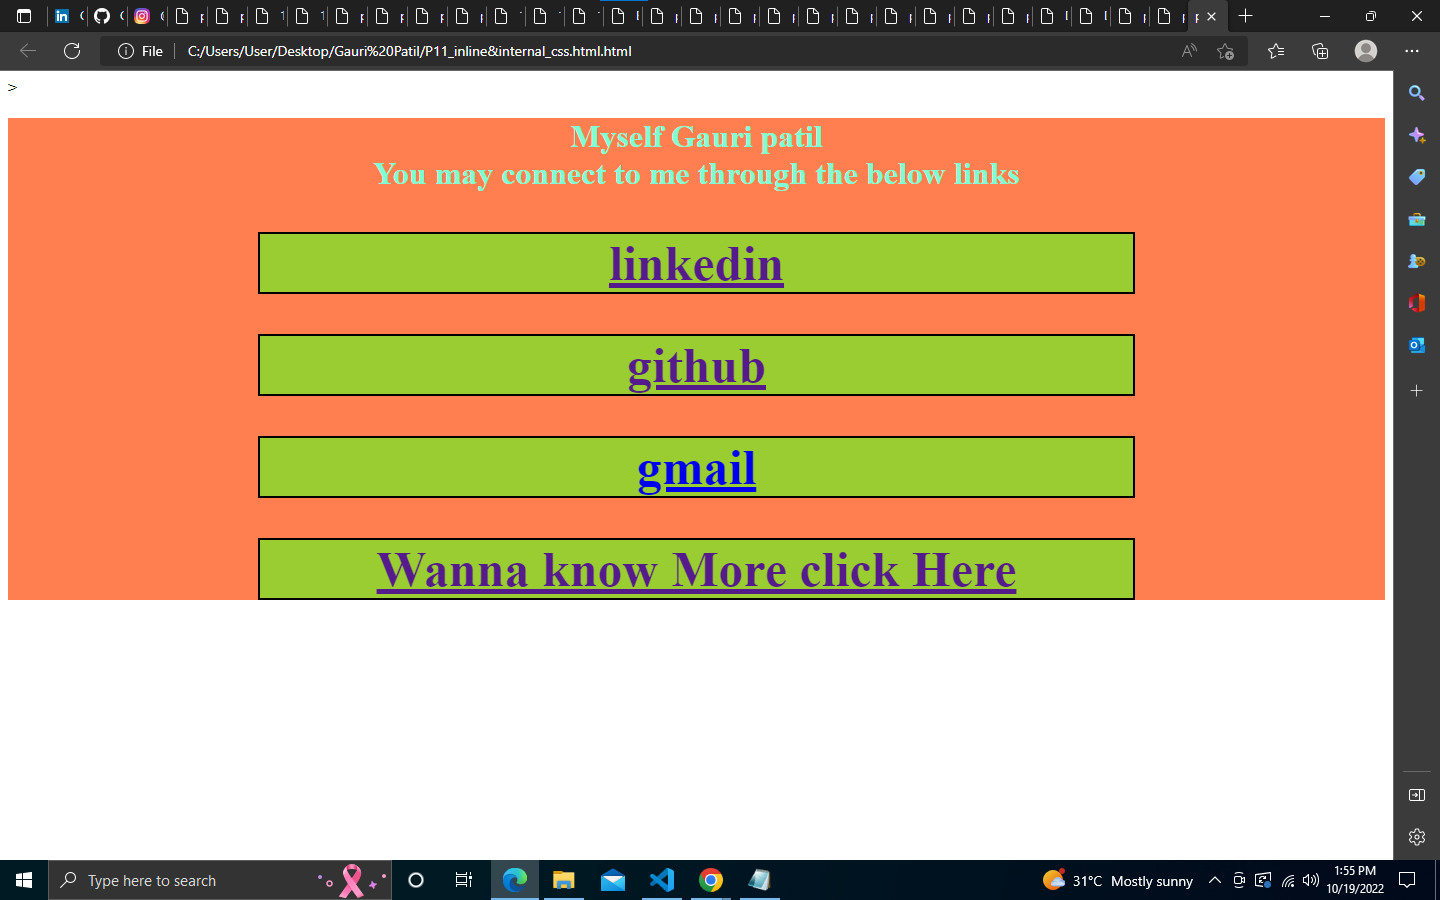 File
C:/Users/User/Desktop/Gauri%20Patil/P11_inline&internal_css.html.html
>
Myself Gauri patil
You may connect to me through the below links
linkedin
github
gmail
Wanna know More click Here
Type here to search
31°C Mostly sunny
1:55 PM
10/19/2022